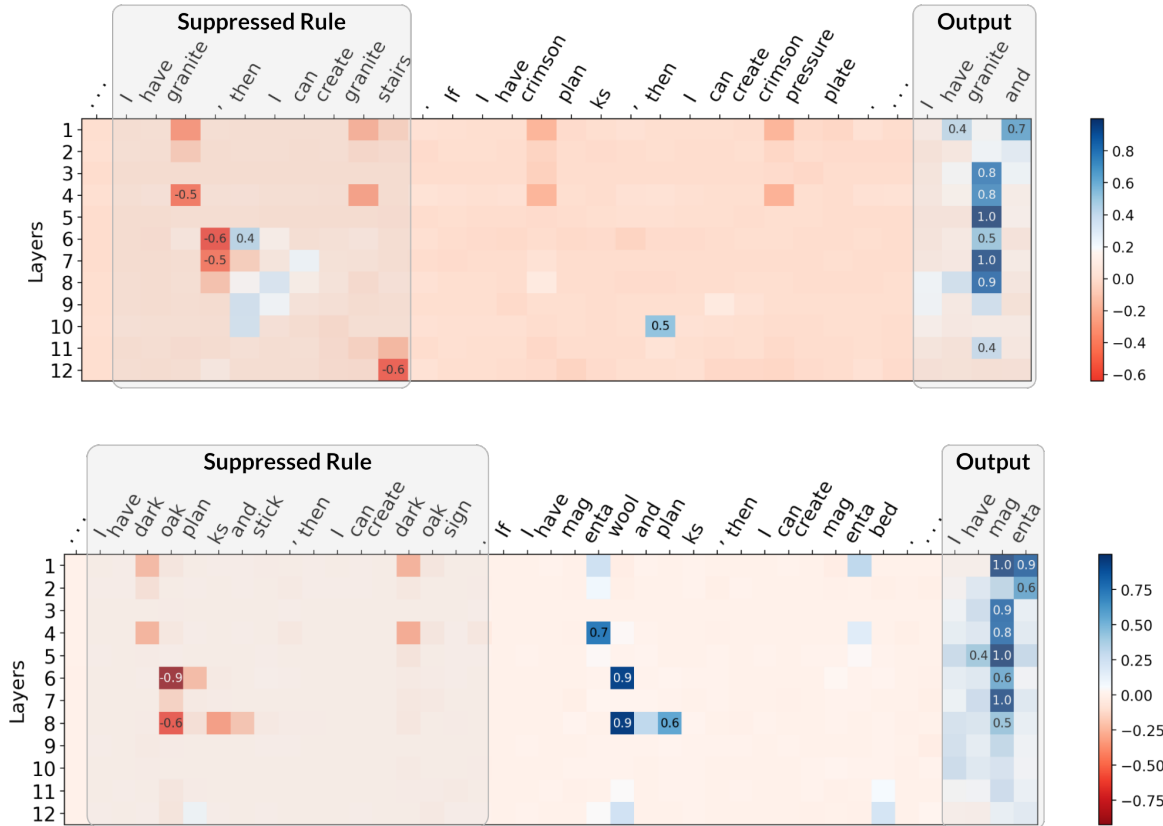 Suppressed Rule
Output
... I have granite , then I can create granite stairs . If I have crimson plan ks , then I can create crimson pressure plate . ... I have granite and
Layers
1 0.4 0.7
2
3 0.8
4 -0.5 0.8
5 1.0
6 -0.6 0.4 0.5
7 -0.5 1.0
8 0.9
9
10 0.5
11 0.4
12 -0.6
0.8
0.6
0.4
0.2
0.0
−0.2
−0.4
−0.6
Suppressed Rule
Output
... I have dark oak plan ks and stick , then I can create dark oak sign . If I have mag enta wool and plan ks , then I can create mag enta bed . ... I have mag enta
Layers
1 1.0 0.9
2 0.6
3 0.9
4 0.7 0.8
5 0.4 1.0
6 -0.9 0.9 0.6
7 1.0
8 -0.6 0.9 0.6 0.5
9
10
11
12
0.75
0.50
0.25
0.00
−0.25
−0.50
−0.75